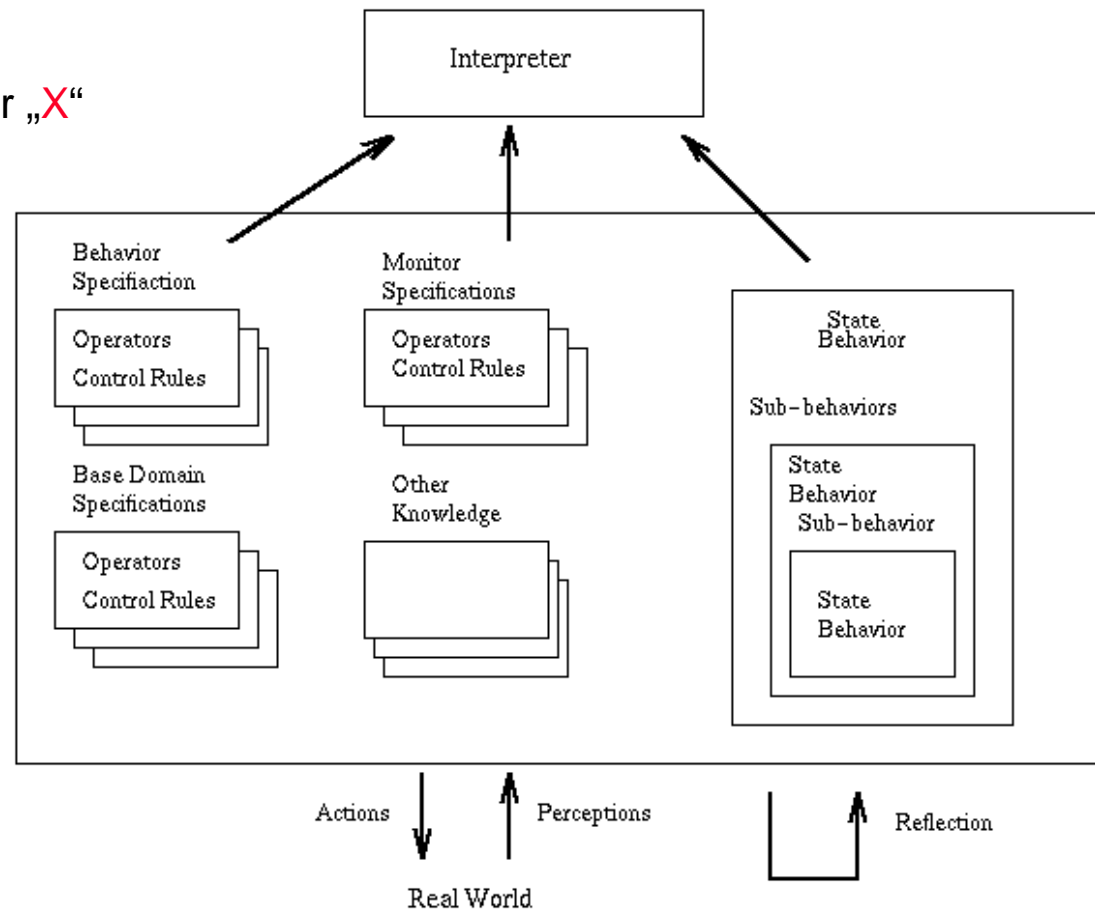 Interpreter
r „X“
Behavior
Specifiaction
Operators
Control Rules
Monitor
Specifications
Operators
Control Rules
Base Domain
Specifications
Operators
Control Rules
Other
Knowledge
State
Behavior
Sub-behaviors
State
Behavior
Sub-behavior
State
Behavior
Actions
Perceptions
Reflection
Real World